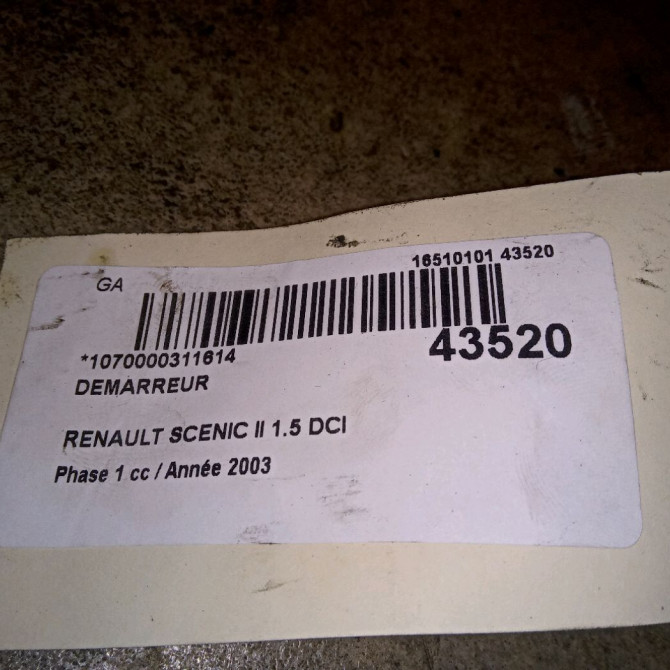 GA
16510101 43520
*1070000311614
43520
DEMARREUR
RENAULT SCENIC II 1.5 DCI
Phase 1 cc / Année 2003